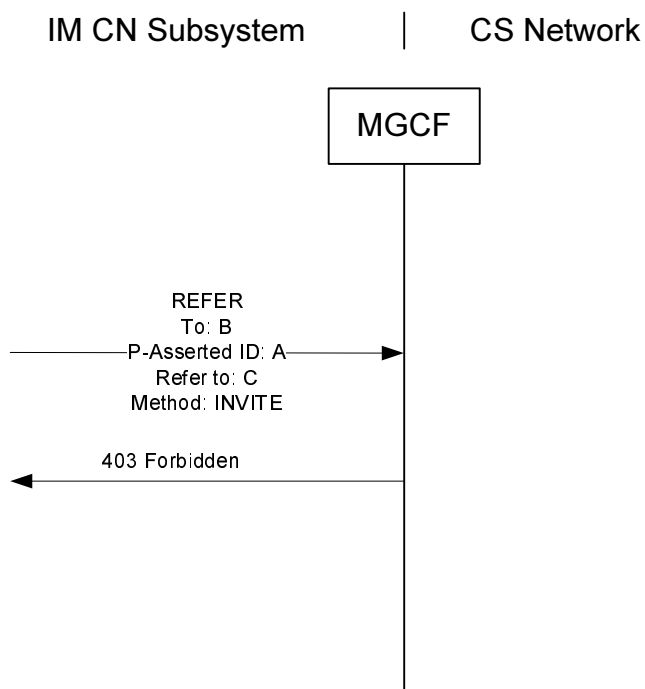 IM CN Subsystem | CS Network
MGCF
REFER
To: B
P-Asserted ID: A
Refer to: C
Method: INVITE
403 Forbidden